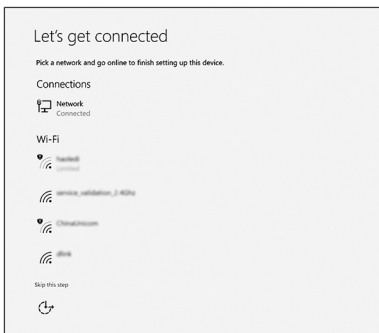 Let's get connected
Pick a network and go online to finish setting up this device.
Connections
Network
Connected
Wi-Fi
Limited
service_validation_2.4Ghz
ChinaUnicom
dlink
Skip this step